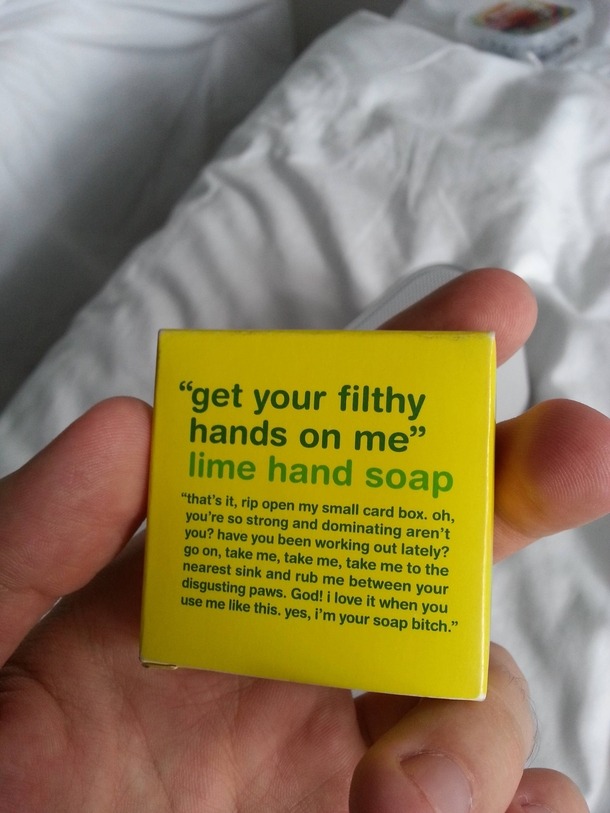 “get your filthy
hands on me”
lime hand soap
“that’s it, rip open my small card box. oh,
you’re so strong and dominating aren’t
you? have you been working out lately?
go on, take me, take me, take me to the
nearest sink and rub me between your
disgusting paws. God! i love it when you
use me like this. yes, i’m your soap bitch.”